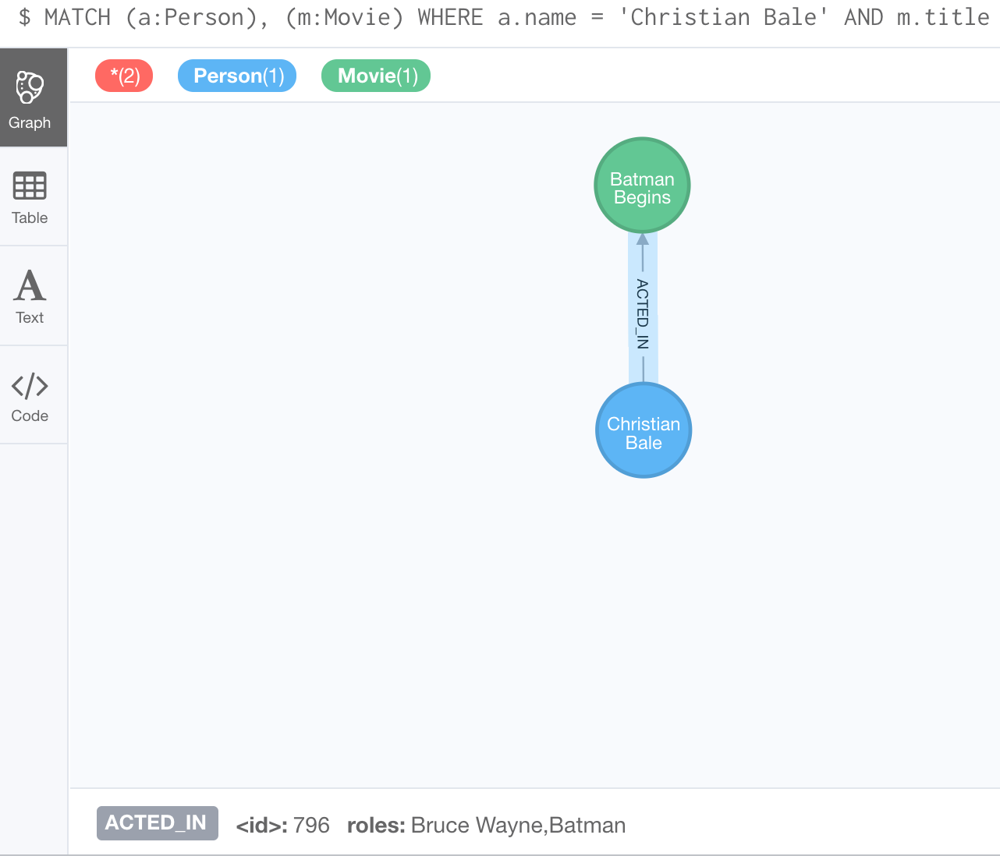 $ MATCH (a:Person), (m:Movie) WHERE a.name = 'Christian Bale' AND m.title
*(2) Person(1) Movie(1)
Graph
Table
Text
Code
Batman
Begins
ACTED_IN
Christian
Bale
ACTED_IN <id>: 796 roles: Bruce Wayne,Batman